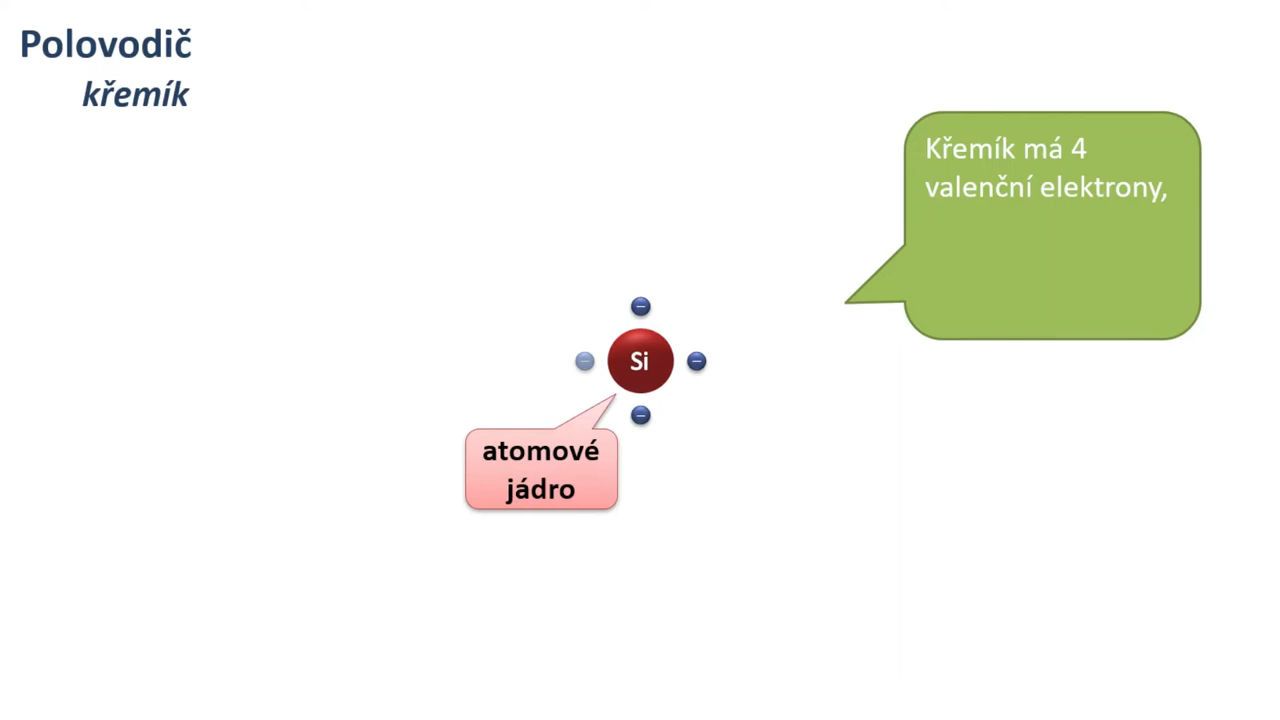 Polovodič
křemík
Křemík má 4
valenční elektrony,
−
− Si −
−
atomové
jádro